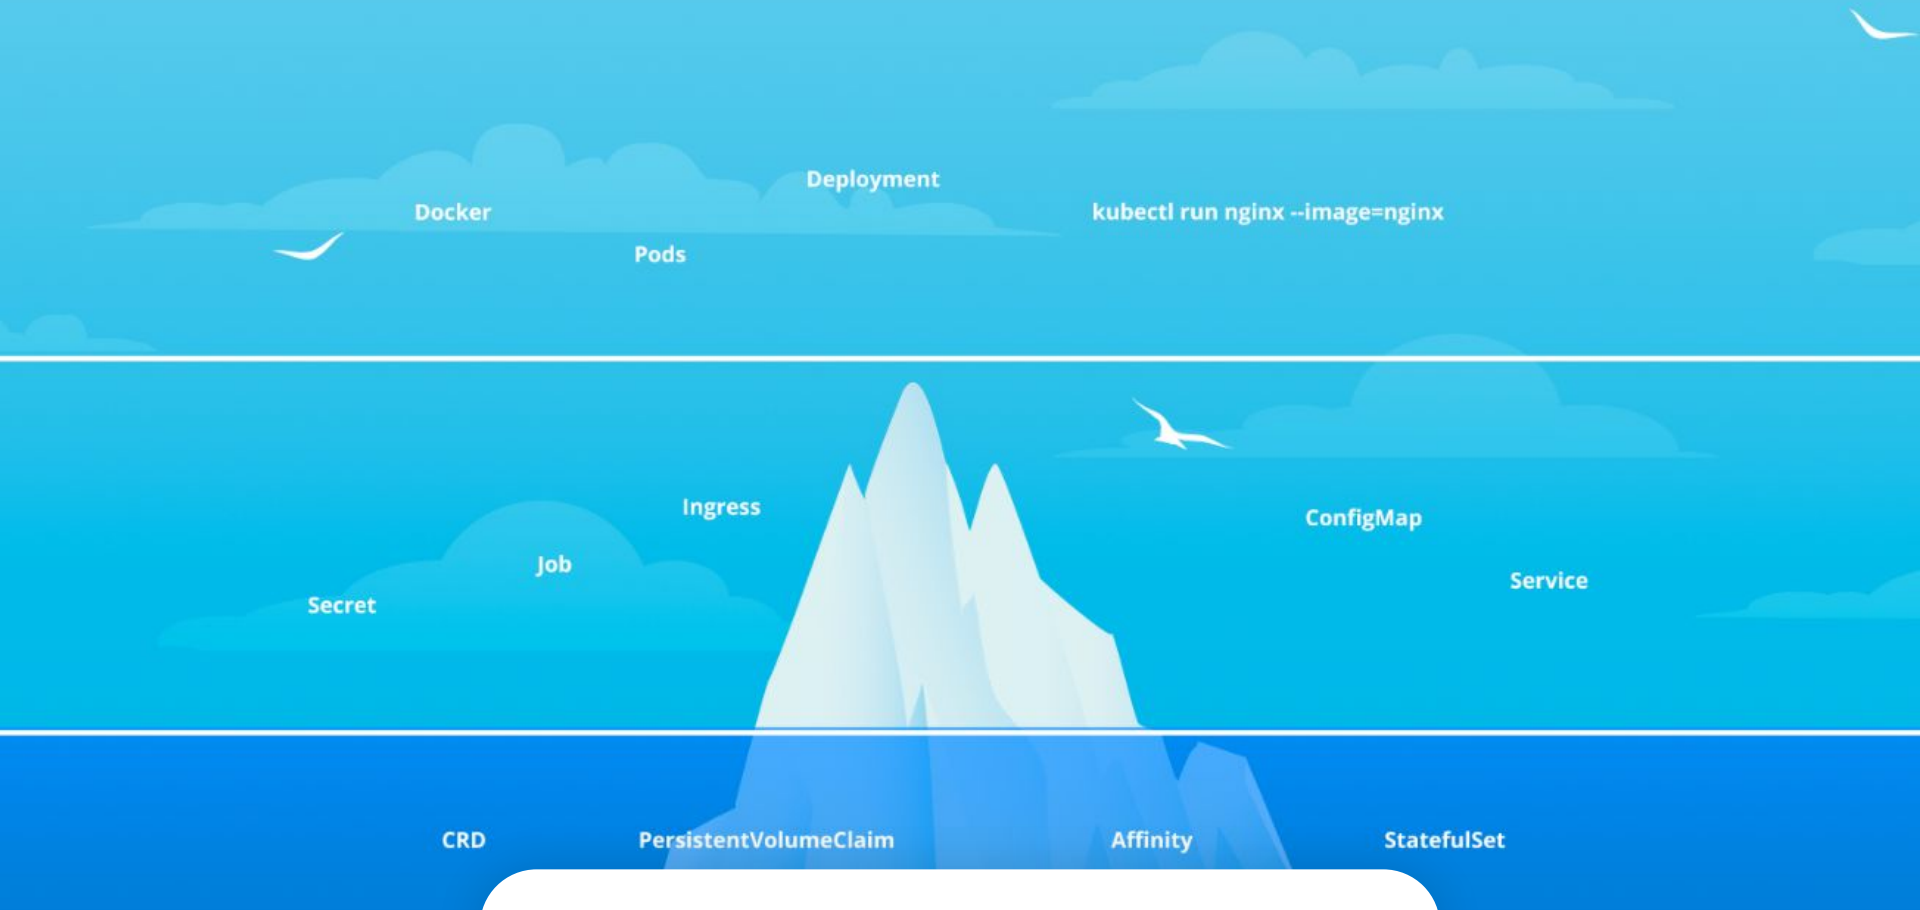 Deployment
Docker
kubectl run nginx --image=nginx
Pods
Ingress
ConfigMap
Job
Service
Secret
CRD
PersistentVolumeClaim
Affinity
StatefulSet